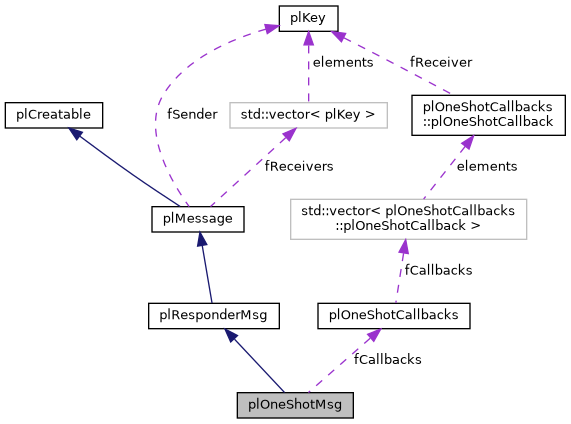 plKey
elements
fReceiver
plCreatable
fSender
std::vector< plKey >
plOneShotCallbacks
::plOneShotCallback
fReceivers
elements
plMessage
std::vector< plOneShotCallbacks
::plOneShotCallback >
fCallbacks
plResponderMsg
plOneShotCallbacks
fCallbacks
plOneShotMsg